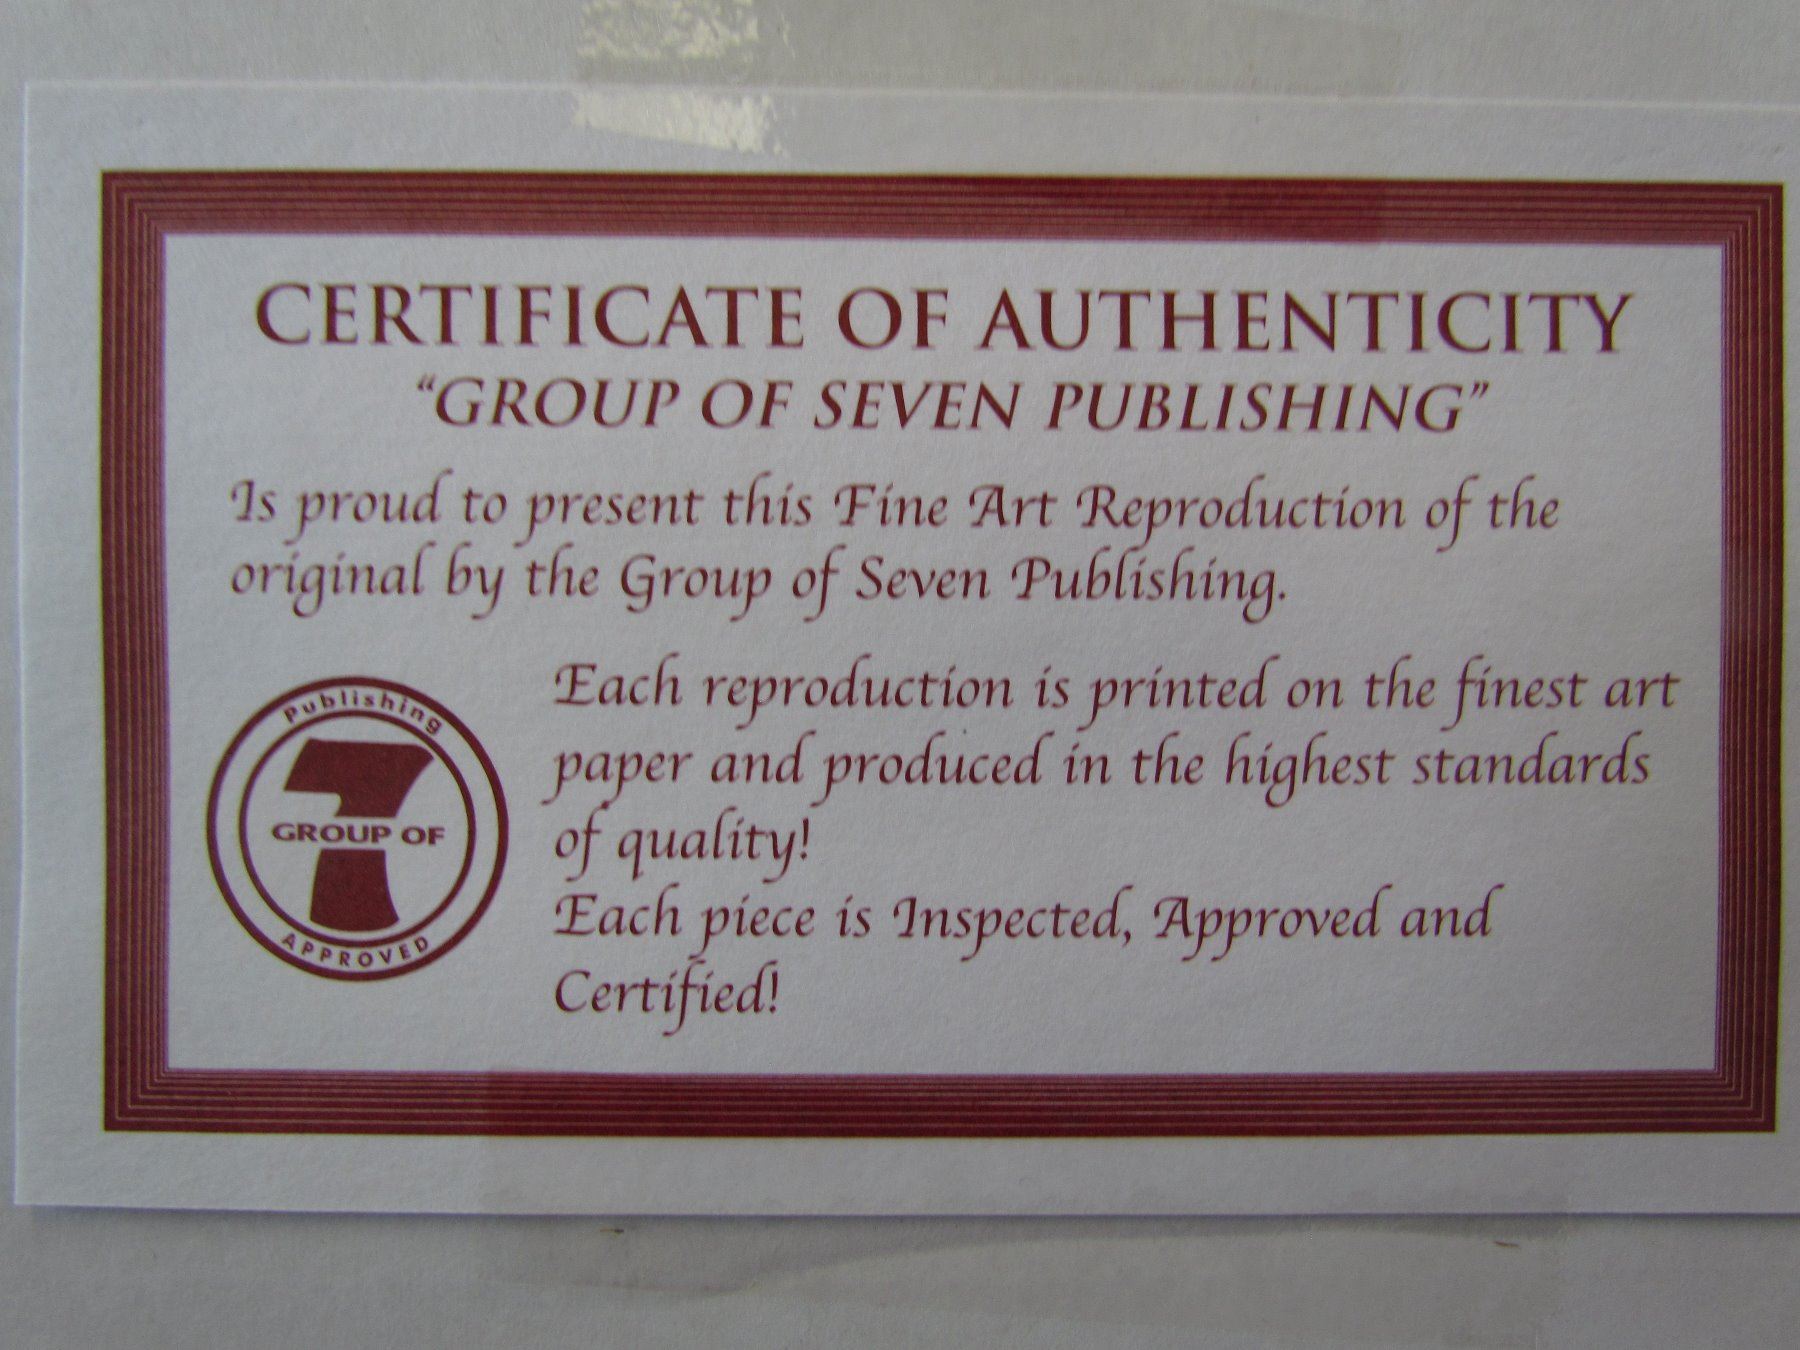 CERTIFICATE OF AUTHENTICITY
"GROUP OF SEVEN PUBLISHING"
Is proud to present this Fine Art Reproduction of the
original by the Group of Seven Publishing.
Publishing
7
GROUP OF
APPROVED
Each reproduction is printed on the finest art
paper and produced in the highest standards
of quality!
Each piece is Inspected, Approved and
Certified!